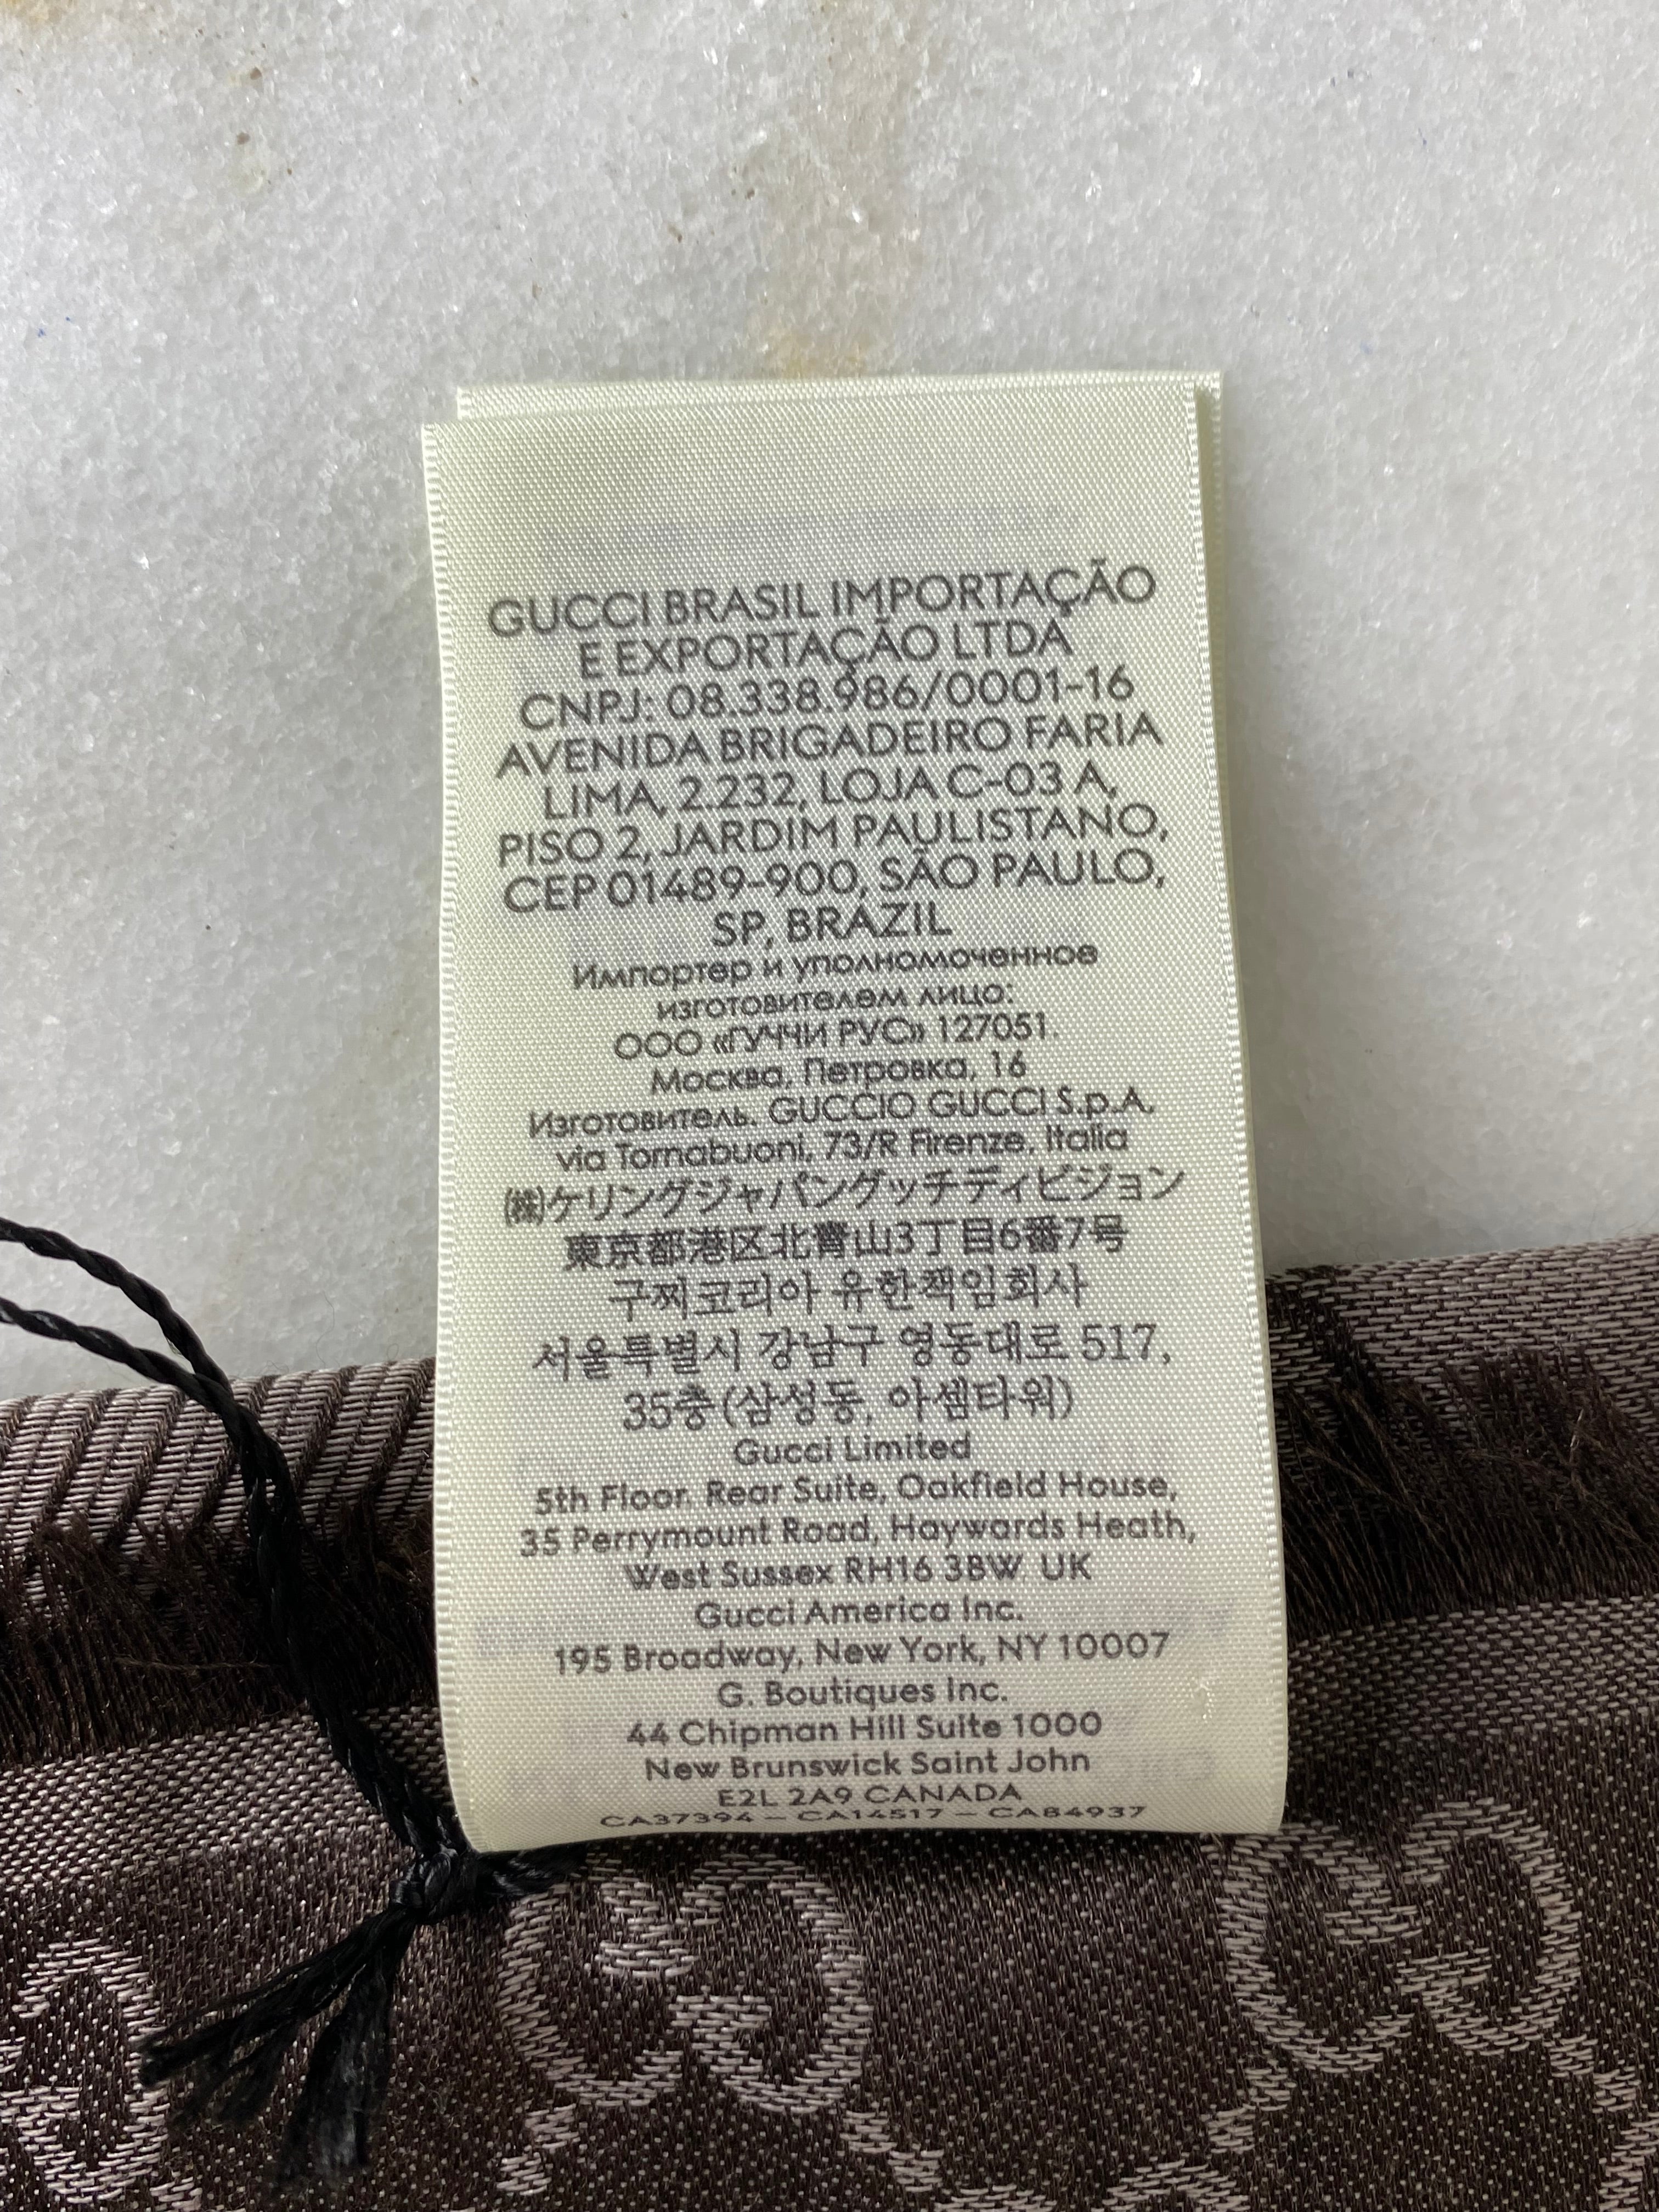 GUCCI BRASIL IMPORTAÇÃO
E EXPORTAÇÃO LTDA
CNPJ: 08.338.986/0001-16
AVENIDA BRIGADEIRO FARIA
LIMA, 2.232, LOJA C-03 A,
PISO 2, JARDIM PAULISTANO,
CEP 01489-900, SÃO PAULO,
SP, BRAZIL
Импортер и уполномоченное
изготовителем лицо:
ООО «ГУЧЧИ РУС» 127051.
Москва, Петровка, 16
Изготовитель. GUCCIO GUCCI S.p.A.
via Tornabuoni, 73/R Firenze, Italia
㈱ケリングジャパングッチディビジョン
東京都港区北青山3丁目6番7号
구찌코리아 유한책임회사
서울특별시 강남구 영동대로 517,
35층 (삼성동, 아셈타워)
Gucci Limited
5th Floor. Rear Suite, Oakfield House,
35 Perrymount Road, Haywards Heath,
West Sussex RH16 3BW. UK
Gucci America Inc.
195 Broadway, New York, NY 10007
G. Boutiques Inc.
44 Chipman Hill Suite 1000
New Brunswick Saint John
E2L 2A9 CANADA
CA37394 – CA14517 – CA84937